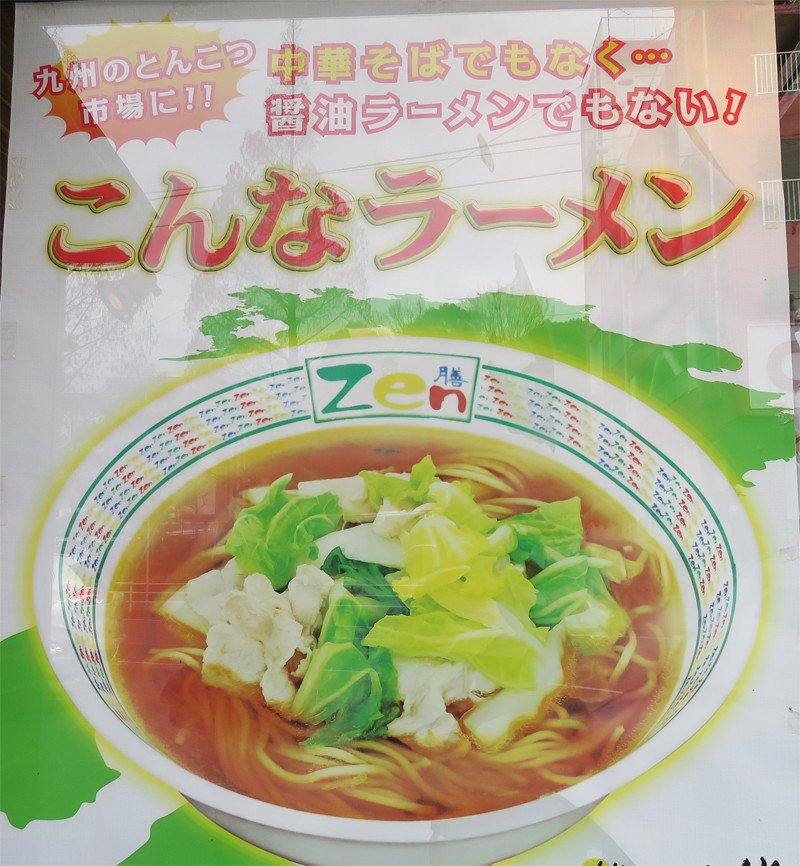 九州のとんこつ
市場に!!
中華そばでもなく…
醤油ラーメンでもない!
こんなラーメン
Zen 膳